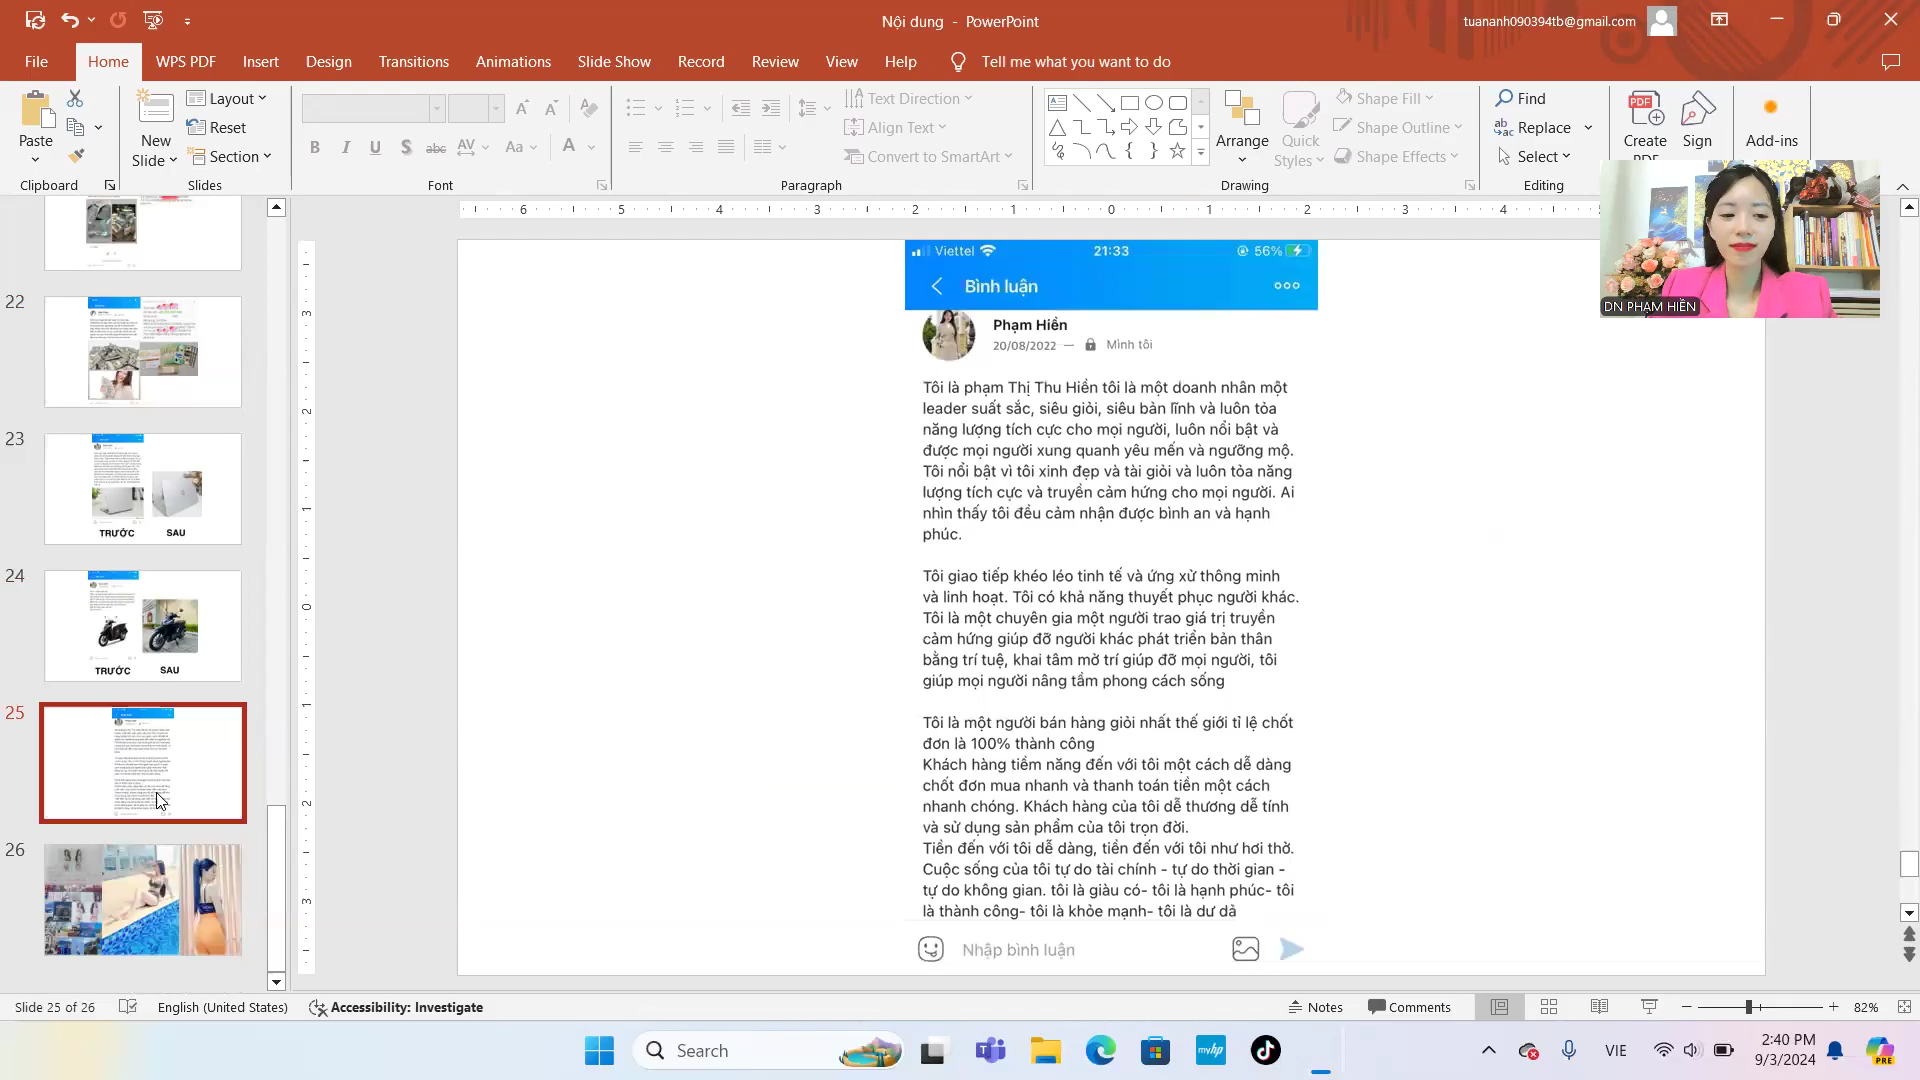 Nội dung - PowerPoint
tuananh090394tb@gmail.com
File Home WPS PDF Insert Design Transitions Animations Slide Show Record Review View Help Tell me what you want to do
Paste
Clipboard
New
Slide
Layout
Reset
Section
Slides
B I U S abc AV Aa A
Font
Text Direction
Align Text
Convert to SmartArt
Paragraph
Arrange
Quick
Styles
Shape Fill
Shape Outline
Shape Effects
Drawing
Find
Replace
Select
Editing
Create
Sign
Add-ins
DN PHẠM HIỀN
22
23
TRƯỚC SAU
24
TRƯỚC SAU
25
26
Viettel 21:33 56%
Bình luận
Phạm Hiền
20/08/2022 — Mình tôi
Tôi là phạm Thị Thu Hiền tôi là một doanh nhân một
leader suất sắc, siêu giỏi, siêu bản lĩnh và luôn tỏa
năng lượng tích cực cho mọi người, luôn nổi bật và
được mọi người xung quanh yêu mến và ngưỡng mộ.
Tôi nổi bật vì tôi xinh đẹp và tài giỏi và luôn tỏa năng
lượng tích cực và truyền cảm hứng cho mọi người. Ai
nhìn thấy tôi đều cảm nhận được bình an và hạnh
phúc.
Tôi giao tiếp khéo léo tinh tế và ứng xử thông minh
và linh hoạt. Tôi có khả năng thuyết phục người khác.
Tôi là một chuyên gia một người trao giá trị truyền
cảm hứng giúp đỡ người khác phát triển bản thân
bằng trí tuệ, khai tâm mở trí giúp đỡ mọi người, tôi
giúp mọi người nâng tầm phong cách sống
Tôi là một người bán hàng giỏi nhất thế giới tỉ lệ chốt
đơn là 100% thành công
Khách hàng tiềm năng đến với tôi một cách dễ dàng
chốt đơn mua nhanh và thanh toán tiền một cách
nhanh chóng. Khách hàng của tôi dễ thương dễ tính
và sử dụng sản phẩm của tôi trọn đời.
Tiền đến với tôi dễ dàng, tiền đến với tôi như hơi thở.
Cuộc sống của tôi tự do tài chính - tự do thời gian -
tự do không gian. tôi là giàu có- tôi là hạnh phúc- tôi
là thành công- tôi là khỏe mạnh- tôi là dư dả
Nhập bình luận
Slide 25 of 26 English (United States) Accessibility: Investigate Notes Comments 82%
Search
VIE
2:40 PM
9/3/2024